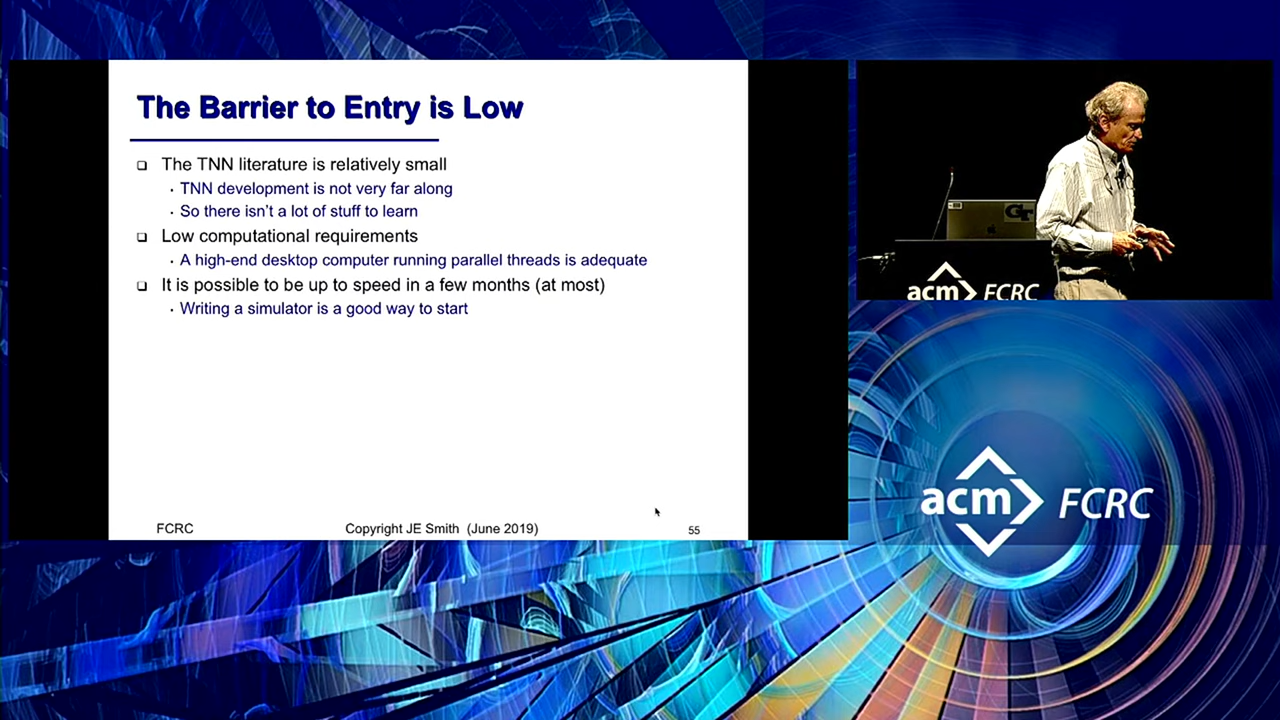 The Barrier to Entry is Low
The TNN literature is relatively small
TNN development is not very far along
So there isn't a lot of stuff to learn
Low computational requirements
A high-end desktop computer running parallel threads is adequate
It is possible to be up to speed in a few months (at most)
Writing a simulator is a good way to start
FCRC Copyright JE Smith (June 2019) 55
GT
acm FCRC
acm FCRC